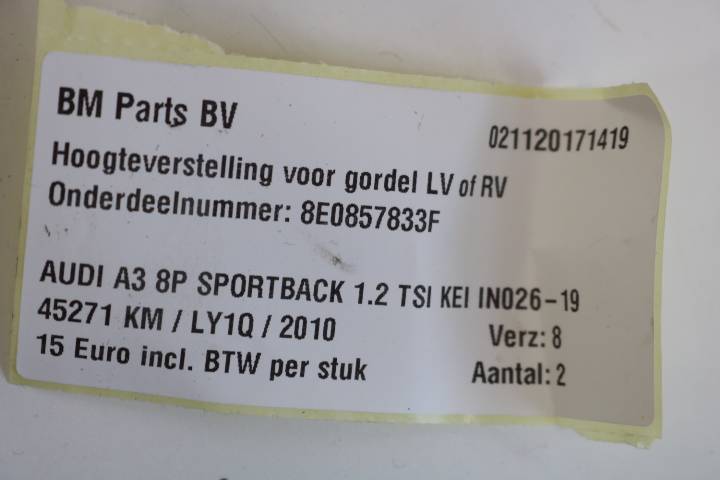 BM Parts BV
021120171419
Hoogteverstelling voor gordel LV of RV
Onderdeelnummer: 8E0857833F
AUDI A3 8P SPORTBACK 1.2 TSI KEI IN026-19
45271 KM / LY1Q / 2010 Verz: 8
15 Euro incl. BTW per stuk Aantal: 2